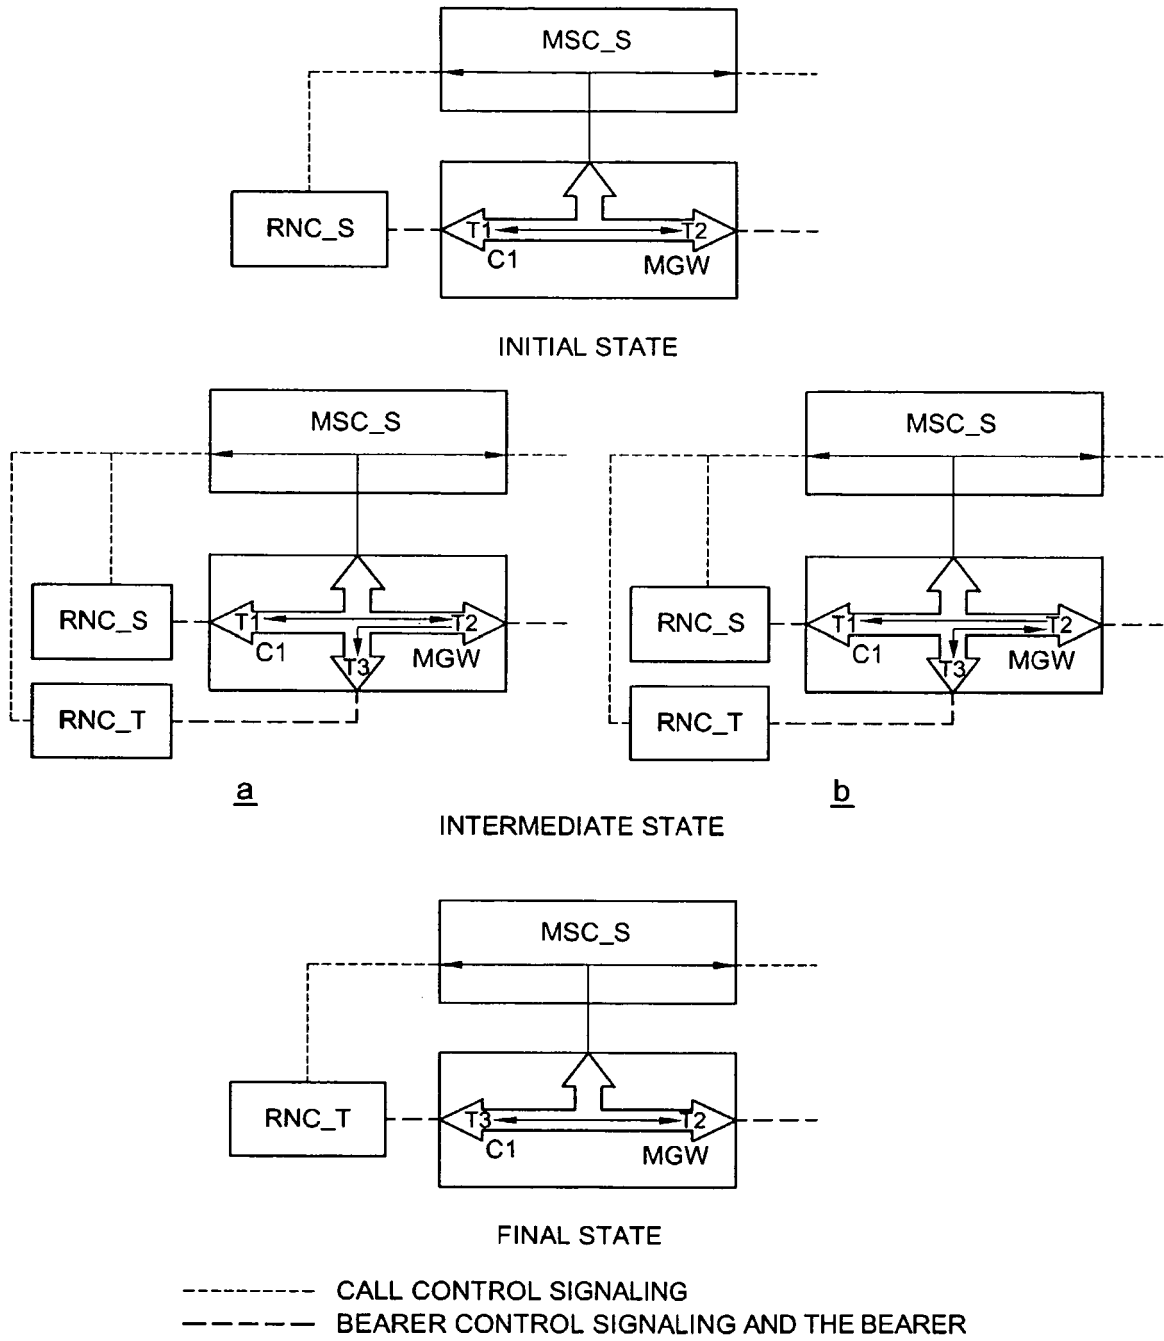 MSC_S
RNC_S
T1
T2
C1
MGW
INITIAL STATE
MSC_S
MSC_S
RNC_S
T1
T2
C1
T3
MGW
RNC_T
RNC_S
T1
T2
C1
T3
MGW
RNC_T
a
b
INTERMEDIATE STATE
MSC_S
RNC_T
T3
T2
C1
MGW
FINAL STATE
CALL CONTROL SIGNALING
BEARER CONTROL SIGNALING AND THE BEARER